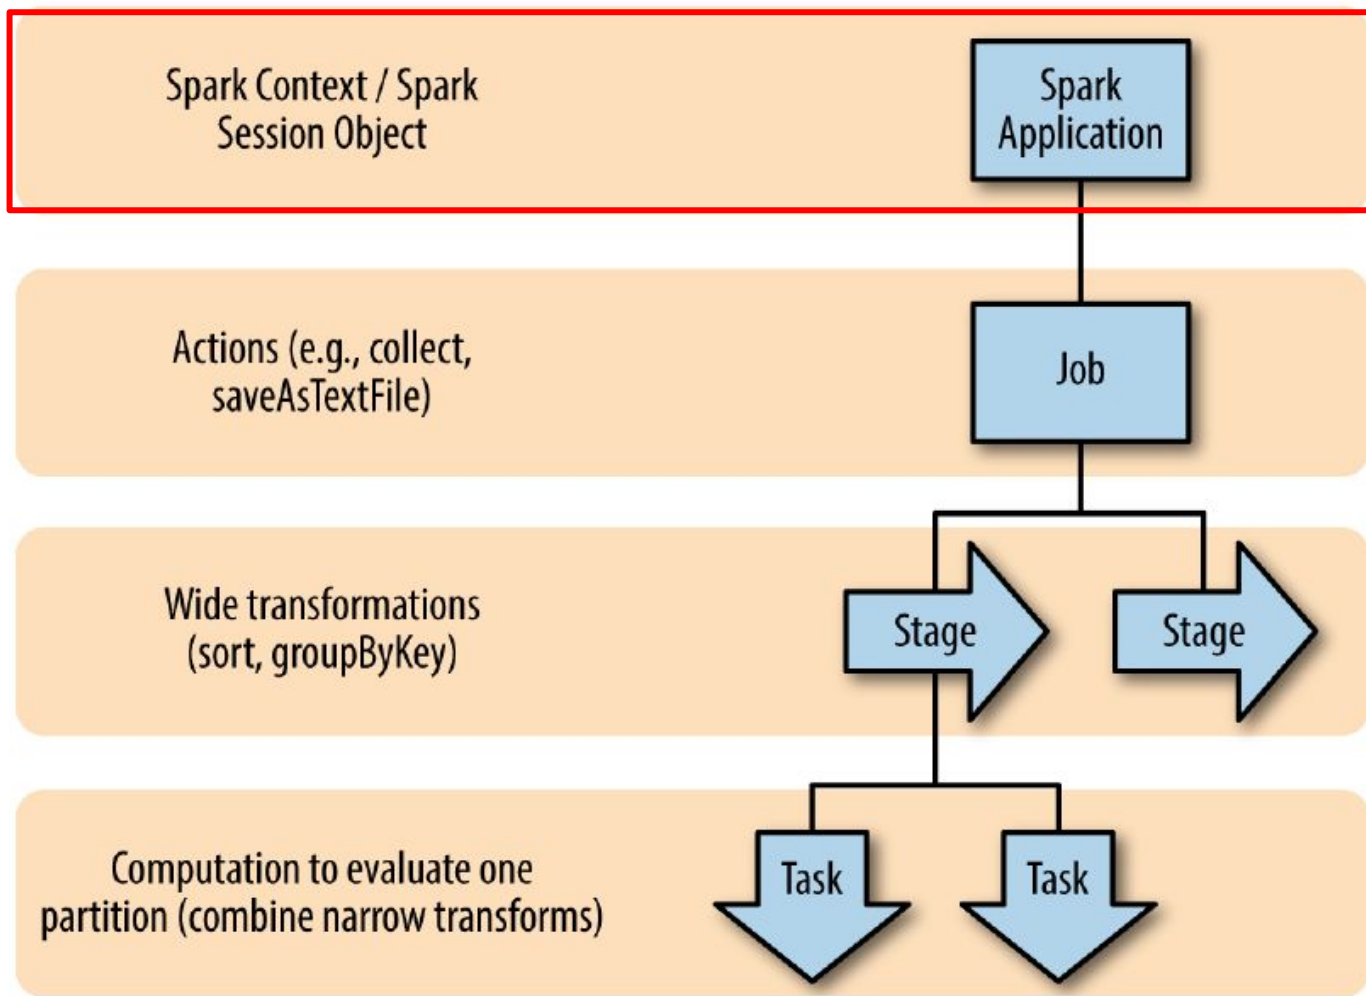 Spark Context / Spark
Session Object
Spark
Application
Actions (e.g., collect,
saveAsTextFile)
Job
Wide transformations
(sort, groupByKey)
Stage
Stage
Computation to evaluate one
partition (combine narrow transforms)
Task
Task